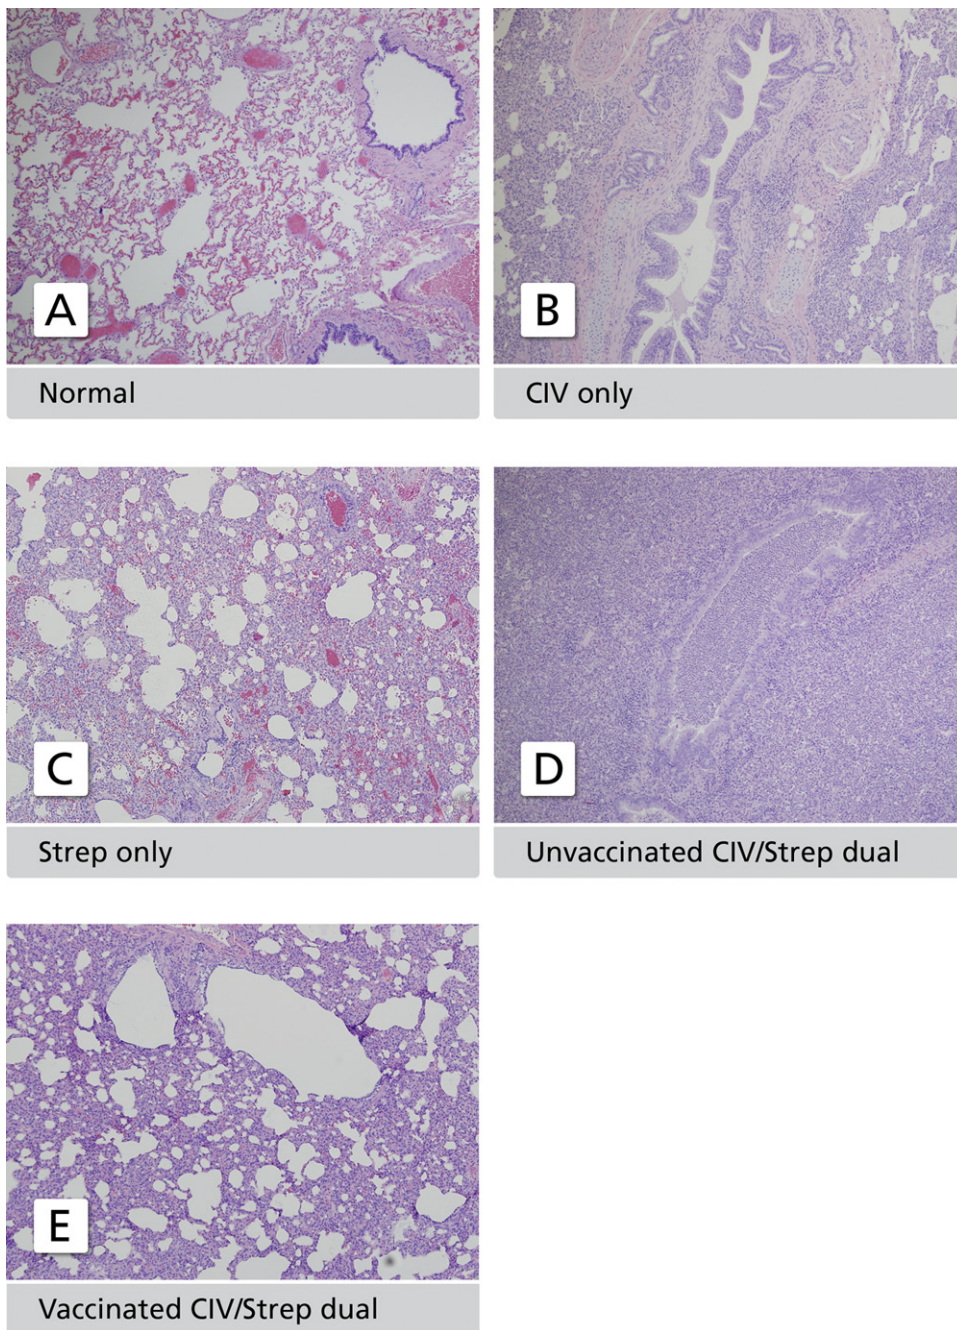 A
Normal
B
CIV only
C
Strep only
D
Unvaccinated CIV/Strep dual
E
Vaccinated CIV/Strep dual